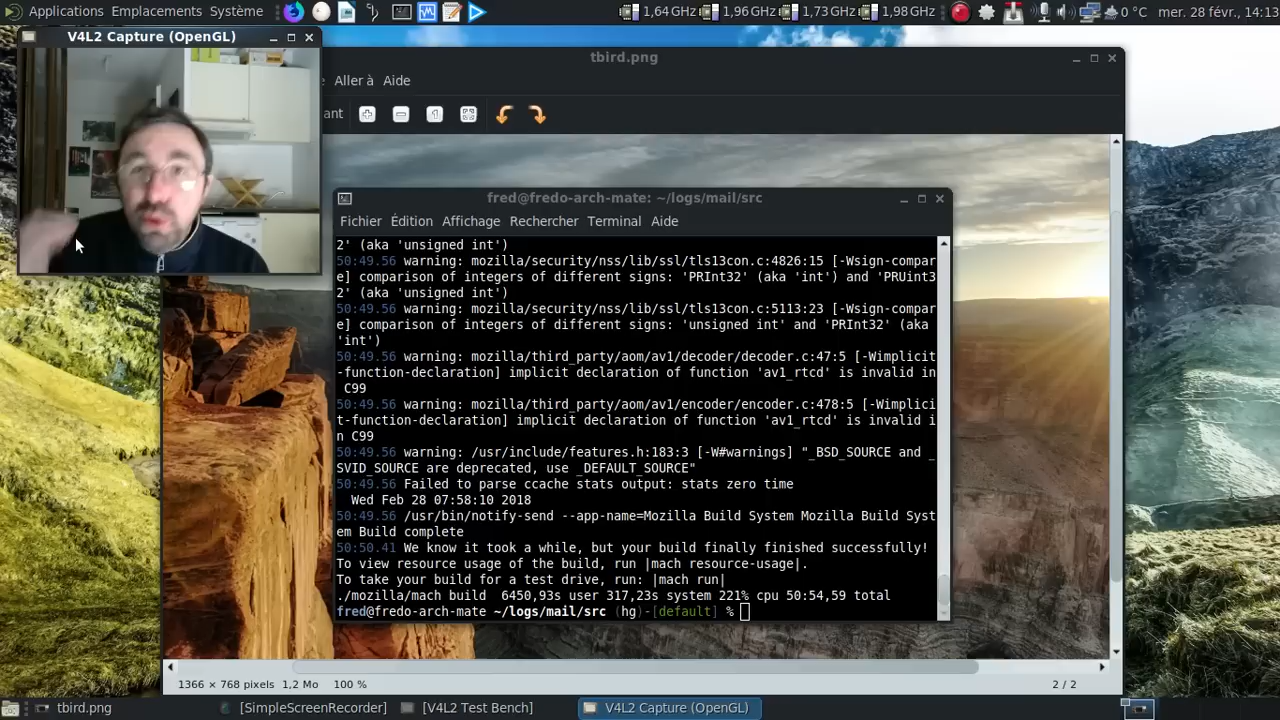 Applications Emplacements Système 1,64 GHz 1,96 GHz 1,73 GHz 1,98 GHz 0 °C mer. 28 févr., 14:13
V4L2 Capture (OpenGL)
tbird.png
Aller à Aide
ant
fred@fredo-arch-mate: ~/logs/mail/src
Fichier Édition Affichage Rechercher Terminal Aide
2' (aka 'unsigned int')
50:49.56 warning: mozilla/security/nss/lib/ssl/tls13con.c:4826:15 [-Wsign-compar
e] comparison of integers of different signs: 'PRInt32' (aka 'int') and 'PRUint3
2' (aka 'unsigned int')
50:49.56 warning: mozilla/security/nss/lib/ssl/tls13con.c:5113:23 [-Wsign-compar
e] comparison of integers of different signs: 'unsigned int' and 'PRInt32' (aka
'int')
50:49.56 warning: mozilla/third_party/aom/av1/decoder/decoder.c:47:5 [-Wimplicit
-function-declaration] implicit declaration of function 'av1_rtcd' is invalid in
C99
50:49.56 warning: mozilla/third_party/aom/av1/encoder/encoder.c:478:5 [-Wimplici
t-function-declaration] implicit declaration of function 'av1_rtcd' is invalid i
n C99
50:49.56 warning: /usr/include/features.h:183:3 [-W#warnings] "_BSD_SOURCE and _
SVID_SOURCE are deprecated, use _DEFAULT_SOURCE"
50:49.56 Failed to parse ccache stats output: stats zero time
Wed Feb 28 07:58:10 2018
50:49.56 /usr/bin/notify-send --app-name=Mozilla Build System Mozilla Build Syst
em Build complete
50:50.41 We know it took a while, but your build finally finished successfully!
To view resource usage of the build, run |mach resource-usage|.
To take your build for a test drive, run: |mach run|
./mozilla/mach build 6450,93s user 317,23s system 221% cpu 50:54,59 total
fred@fredo-arch-mate ~/logs/mail/src (hg)-[default] %
1366 × 768 pixels 1,2 Mo 100 % 2 / 2
tbird.png [SimpleScreenRecorder] [V4L2 Test Bench] V4L2 Capture (OpenGL)